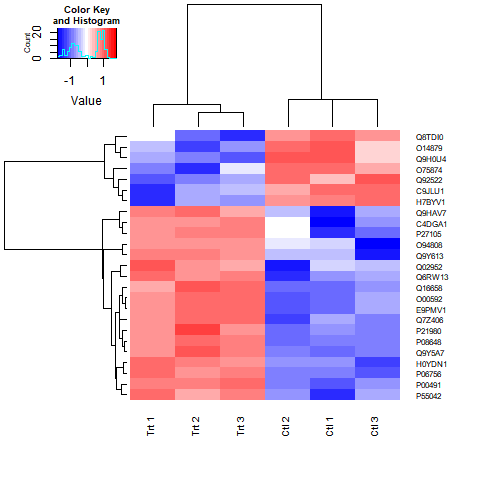 Color Key
and Histogram
Count
0
20
-1
1
Value
Q8TDI0
O14879
Q9H0U4
O75874
Q92522
C9JLU1
H7BYV1
Q9HAV7
C4DGA1
P27105
O94808
Q9Y613
Q02952
Q6RW13
Q16658
O00592
E9PMV1
Q7Z406
P21980
P08648
Q9Y5A7
H0YDN1
P06756
P00491
P55042
Trt 1
Trt 2
Trt 3
Ctl 2
Ctl 1
Ctl 3